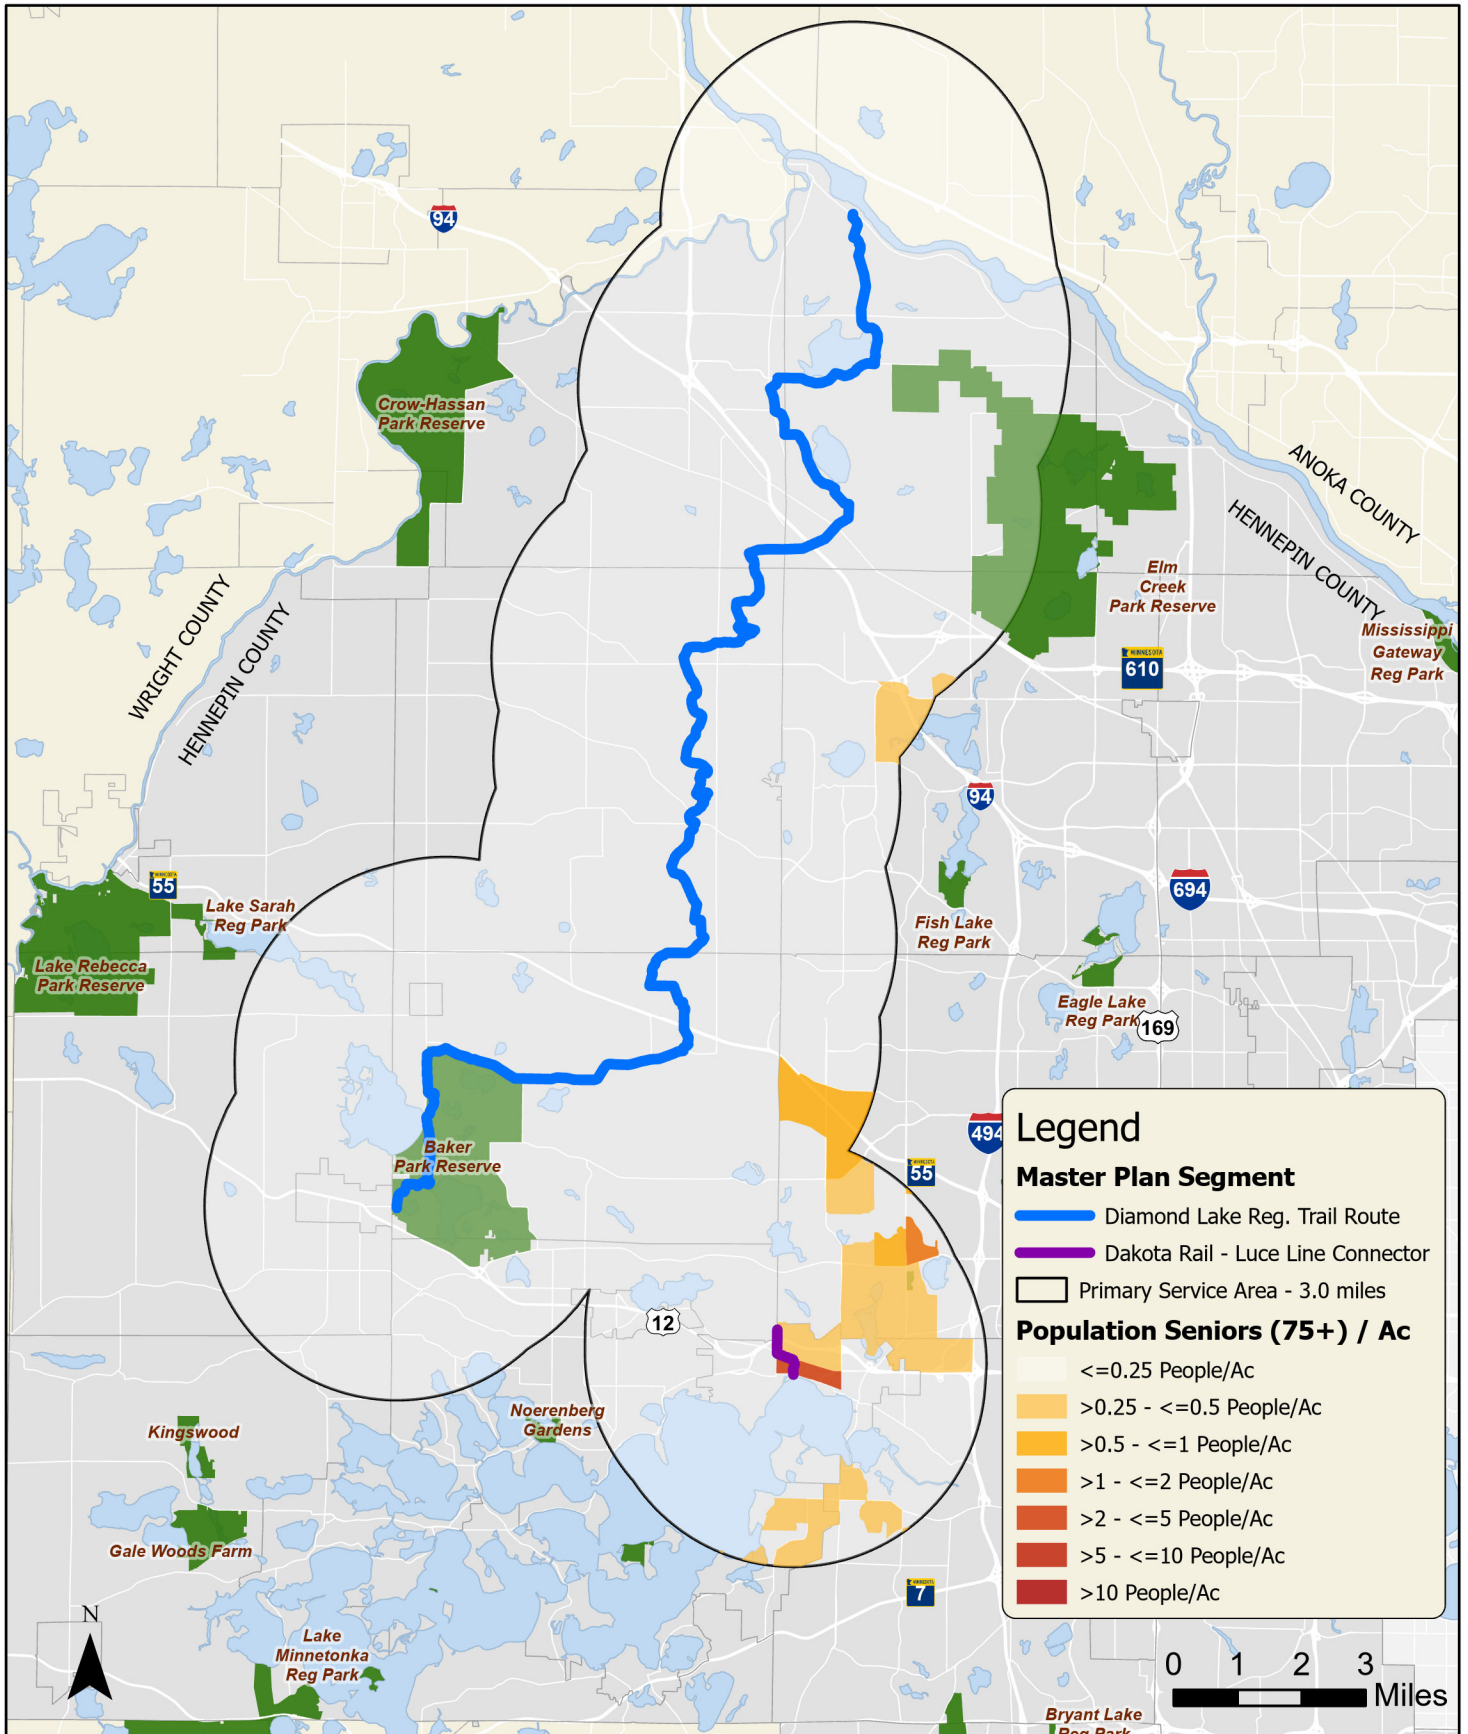 94
Crow-Hassan
Park Reserve
ANOKA COUNTY
HENNEPIN COUNTY
WRIGHT COUNTY
HENNEPIN COUNTY
Elm
Creek
Park Reserve
Mississippi
Gateway
Reg Park
MINNESOTA
610
94
MINNESOTA
55
694
Lake Sarah
Reg Park
Fish Lake
Reg Park
Lake Rebecca
Park Reserve
Eagle Lake
Reg Park
169
494
Baker
Park Reserve
MINNESOTA
55
12
Noerenberg
Gardens
Kingswood
Gale Woods Farm
MINNESOTA
7
N
Lake
Minnetonka
Reg Park
Bryant Lake
Reg Park
Legend
Master Plan Segment
Diamond Lake Reg. Trail Route
Dakota Rail - Luce Line Connector
Primary Service Area - 3.0 miles
Population Seniors (75+) / Ac
<=0.25 People/Ac
>0.25 - <=0.5 People/Ac
>0.5 - <=1 People/Ac
>1 - <=2 People/Ac
>2 - <=5 People/Ac
>5 - <=10 People/Ac
>10 People/Ac
0 1 2 3
Miles